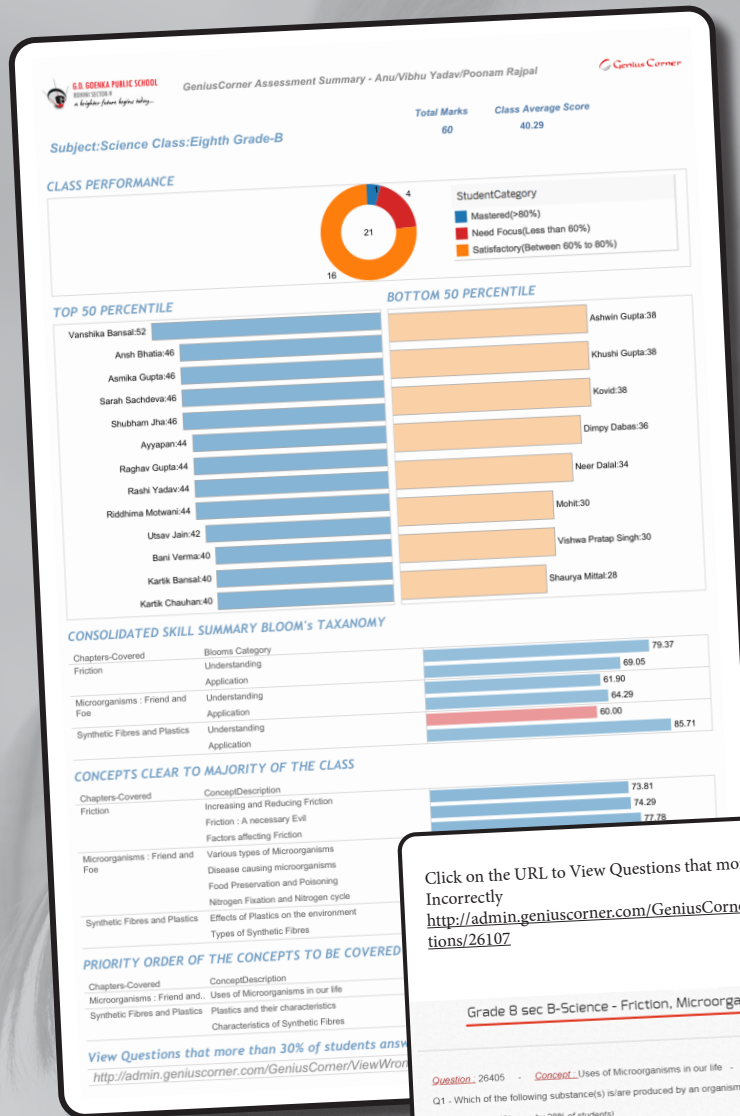 G.D. GOENKA PUBLIC SCHOOL
ROHINI SECTOR-9
a brighter future begins today...
GeniusCorner Assessment Summary - Anu/Vibhu Yadav/Poonam Rajpal
Genius Corner
Total Marks Class Average Score
60 40.29
Subject:Science Class:Eighth Grade-B
CLASS PERFORMANCE
1
4
21
16
StudentCategory
Mastered(>80%)
Need Focus(Less than 60%)
Satisfactory(Between 60% to 80%)
TOP 50 PERCENTILE
Vanshika Bansal:52
Ansh Bhatia:46
Asmika Gupta:46
Sarah Sachdeva:46
Shubham Jha:46
Ayyapan:44
Raghav Gupta:44
Rashi Yadav:44
Riddhima Motwani:44
Utsav Jain:42
Bani Verma:40
Kartik Bansal:40
Kartik Chauhan:40
BOTTOM 50 PERCENTILE
Ashwin Gupta:38
Khushi Gupta:38
Kovid:38
Dimpy Dabas:36
Neer Dalal:34
Mohit:30
Vishwa Pratap Singh:30
Shaurya Mittal:28
CONSOLIDATED SKILL SUMMARY BLOOM's TAXANOMY
Chapters-Covered Blooms Category
Friction Understanding 79.37
Application 69.05
Microorganisms : Friend and Foe Understanding 61.90
Application 64.29
Synthetic Fibres and Plastics Understanding 60.00
Application 85.71
CONCEPTS CLEAR TO MAJORITY OF THE CLASS
Chapters-Covered ConceptDescription
Friction Increasing and Reducing Friction 73.81
Friction : A necessary Evil 74.29
Factors affecting Friction 77.78
Microorganisms : Friend and Foe Various types of Microorganisms
Disease causing microorganisms
Food Preservation and Poisoning
Nitrogen Fixation and Nitrogen cycle
Synthetic Fibres and Plastics Effects of Plastics on the environment
Types of Synthetic Fibres
PRIORITY ORDER OF THE CONCEPTS TO BE COVERED
Chapters-Covered ConceptDescription
Microorganisms : Friend and.. Uses of Microorganisms in our life
Synthetic Fibres and Plastics Plastics and their characteristics
Characteristics of Synthetic Fibres
View Questions that more than 30% of students answ
http://admin.geniuscorner.com/GeniusCorner/ViewWron
Click on the URL to View Questions that mo
Incorrectly
http://admin.geniuscorner.com/GeniusCorne
tions/26107
Grade 8 sec B-Science - Friction, Microorga
Question : 26405 - Concept : Uses of Microorganisms in our life -
Q1 - Which of the following substance(s) is/are produced by an organism